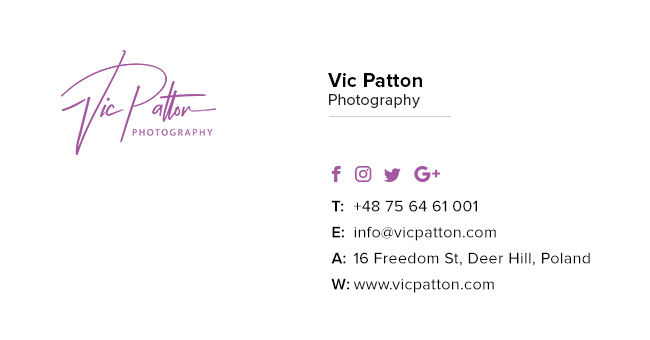 Vic Patton
PHOTOGRAPHY
Vic Patton
Photography
T: +48 75 64 61 001
E: info@vicpatton.com
A: 16 Freedom St, Deer Hill, Poland
W: www.vicpatton.com